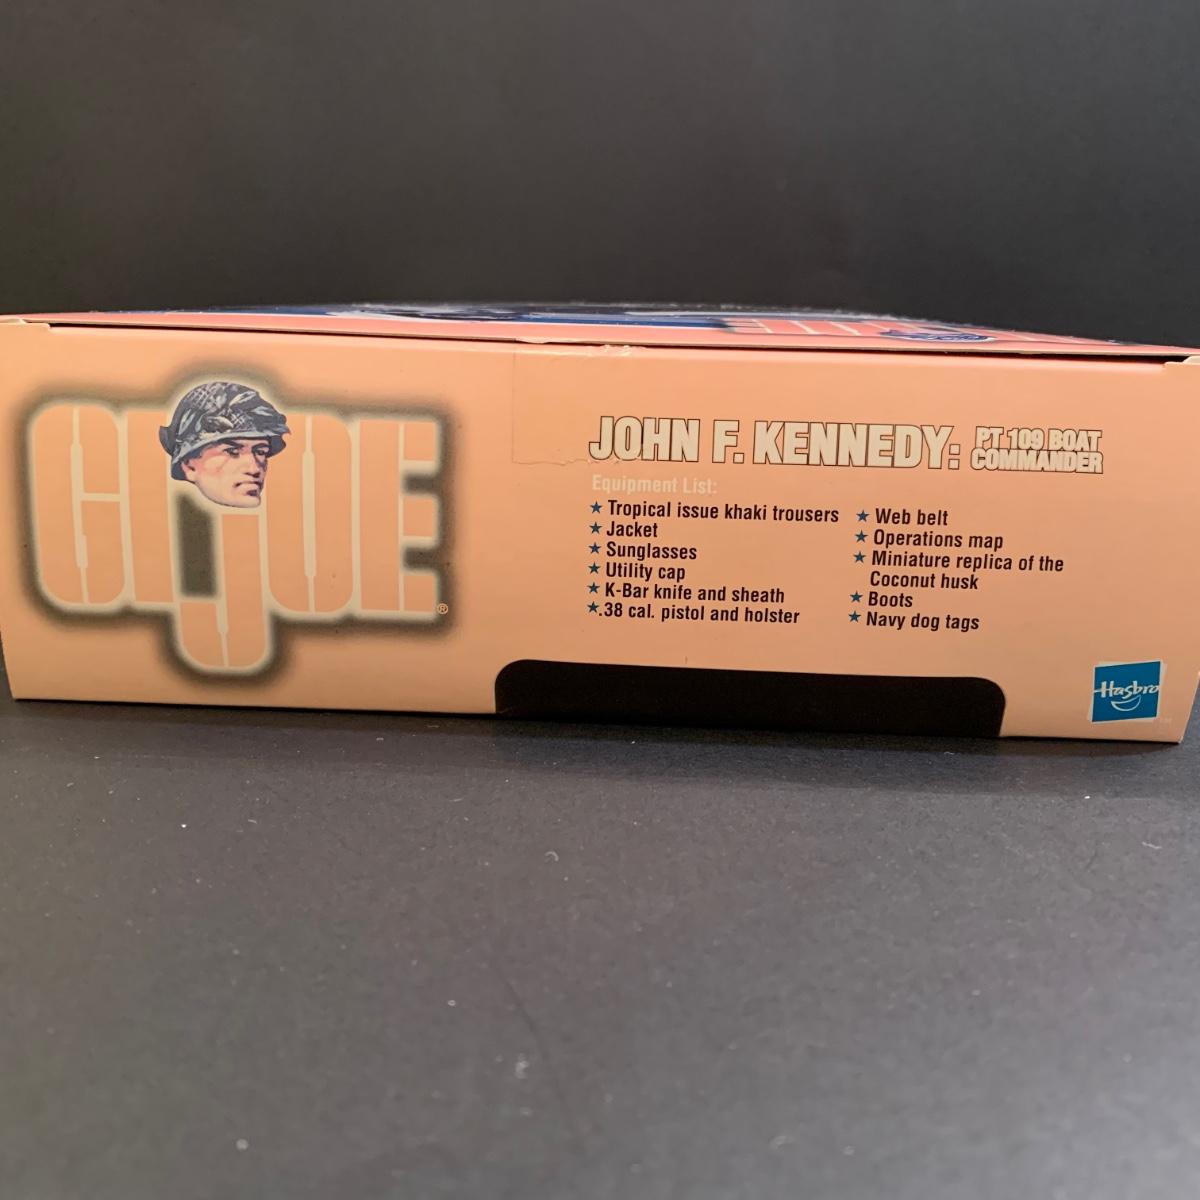 GI JOE®
JOHN F. KENNEDY: PT 109 BOAT
COMMANDER
Equipment List:
★ Tropical issue khaki trousers
★ Jacket
★ Sunglasses
★ Utility cap
★ K-Bar knife and sheath
★ .38 cal. pistol and holster
★ Web belt
★ Operations map
★ Miniature replica of the
Coconut husk
★ Boots
★ Navy dog tags
Hasbro
TM